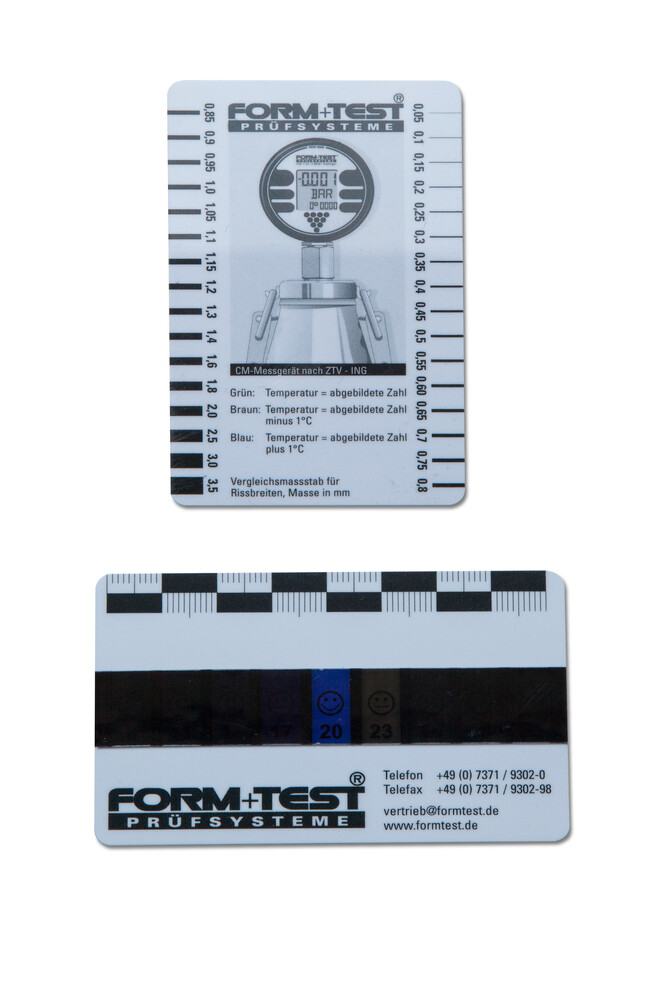 FORM+TEST®
PRÜFSYSTEME
0,85
0,9
0,95
1,0
1,05
1,1
1,15
1,2
1,3
1,4
1,6
1,8
2,0
2,5
3,0
3,5
0,05
0,1
0,15
0,2
0,25
0,3
0,35
0,4
0,45
0,5
0,55
0,60
0,65
0,7
0,75
0,8
FORM+TEST
-0.001
BAR
0° 0000
CM-Messgerät nach ZTV - ING
Grün: Temperatur = abgebildete Zahl
Braun: Temperatur = abgebildete Zahl
minus 1°C
Blau: Temperatur = abgebildete Zahl
plus 1°C
Vergleichsmassstab für
Rissbreiten, Masse in mm
17 20 23
FORM+TEST®
PRÜFSYSTEME
Telefon +49 (0) 7371 / 9302-0
Telefax +49 (0) 7371 / 9302-98
vertrieb@formtest.de
www.formtest.de